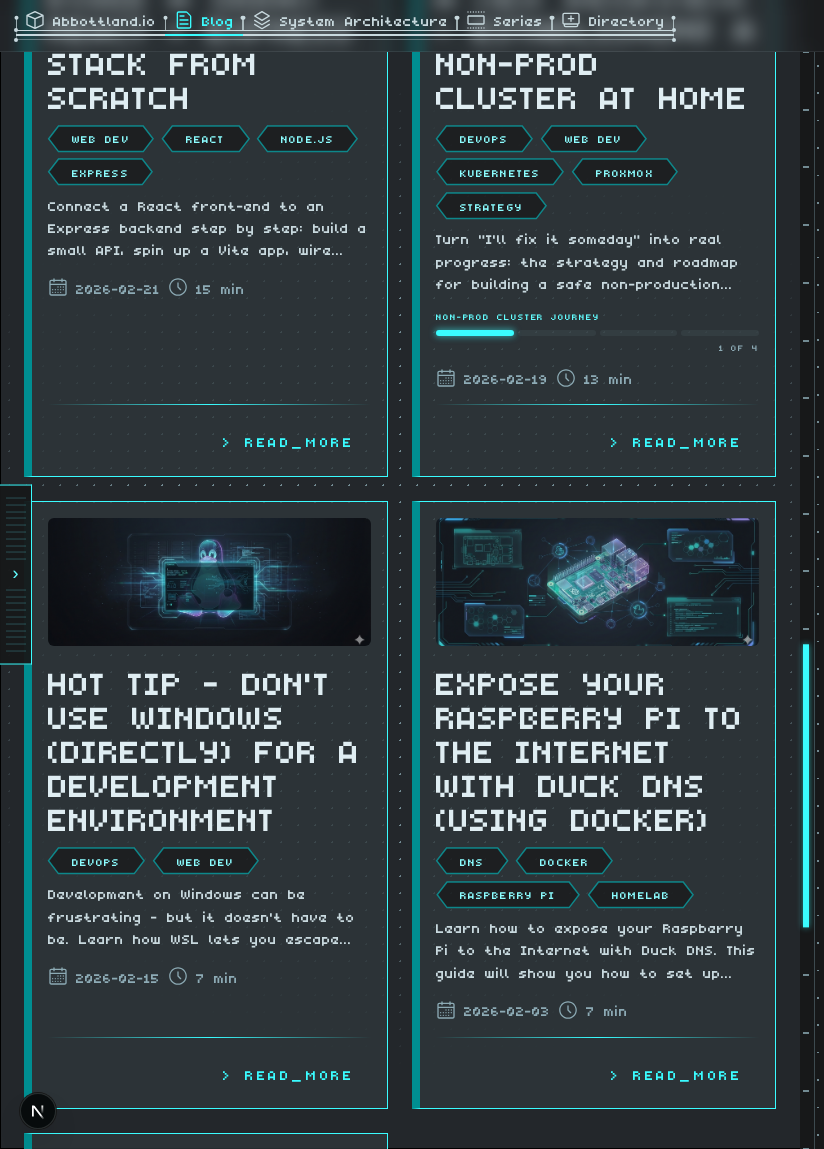 Abbottland.io
Blog
System Architecture
Series
Directory
STACK FROM
SCRATCH
WEB DEV
REACT
NODE.JS
EXPRESS
Connect a React front-end to an
Express backend step by step: build a
small API, spin up a Vite app, wire...
2026-02-21
15 min
> READ_MORE
NON-PROD
CLUSTER AT HOME
DEVOPS
WEB DEV
KUBERNETES
PROXMOX
STRATEGY
Turn "I'll fix it someday" into real
progress: the strategy and roadmap
for building a safe non-production...
NON-PROD CLUSTER JOURNEY
1 OF 4
2026-02-19
13 min
> READ_MORE
HOT TIP - DON'T
USE WINDOWS
(DIRECTLY) FOR A
DEVELOPMENT
ENVIRONMENT
DEVOPS
WEB DEV
Development on Windows can be
frustrating - but it doesn't have to
be. Learn how WSL lets you escape...
2026-02-15
7 min
> READ_MORE
EXPOSE YOUR
RASPBERRY PI TO
THE INTERNET
WITH DUCK DNS
(USING DOCKER)
DNS
DOCKER
RASPBERRY PI
HOMELAB
Learn how to expose your Raspberry
Pi to the Internet with Duck DNS. This
guide will show you how to set up...
2026-02-03
7 min
> READ_MORE
N